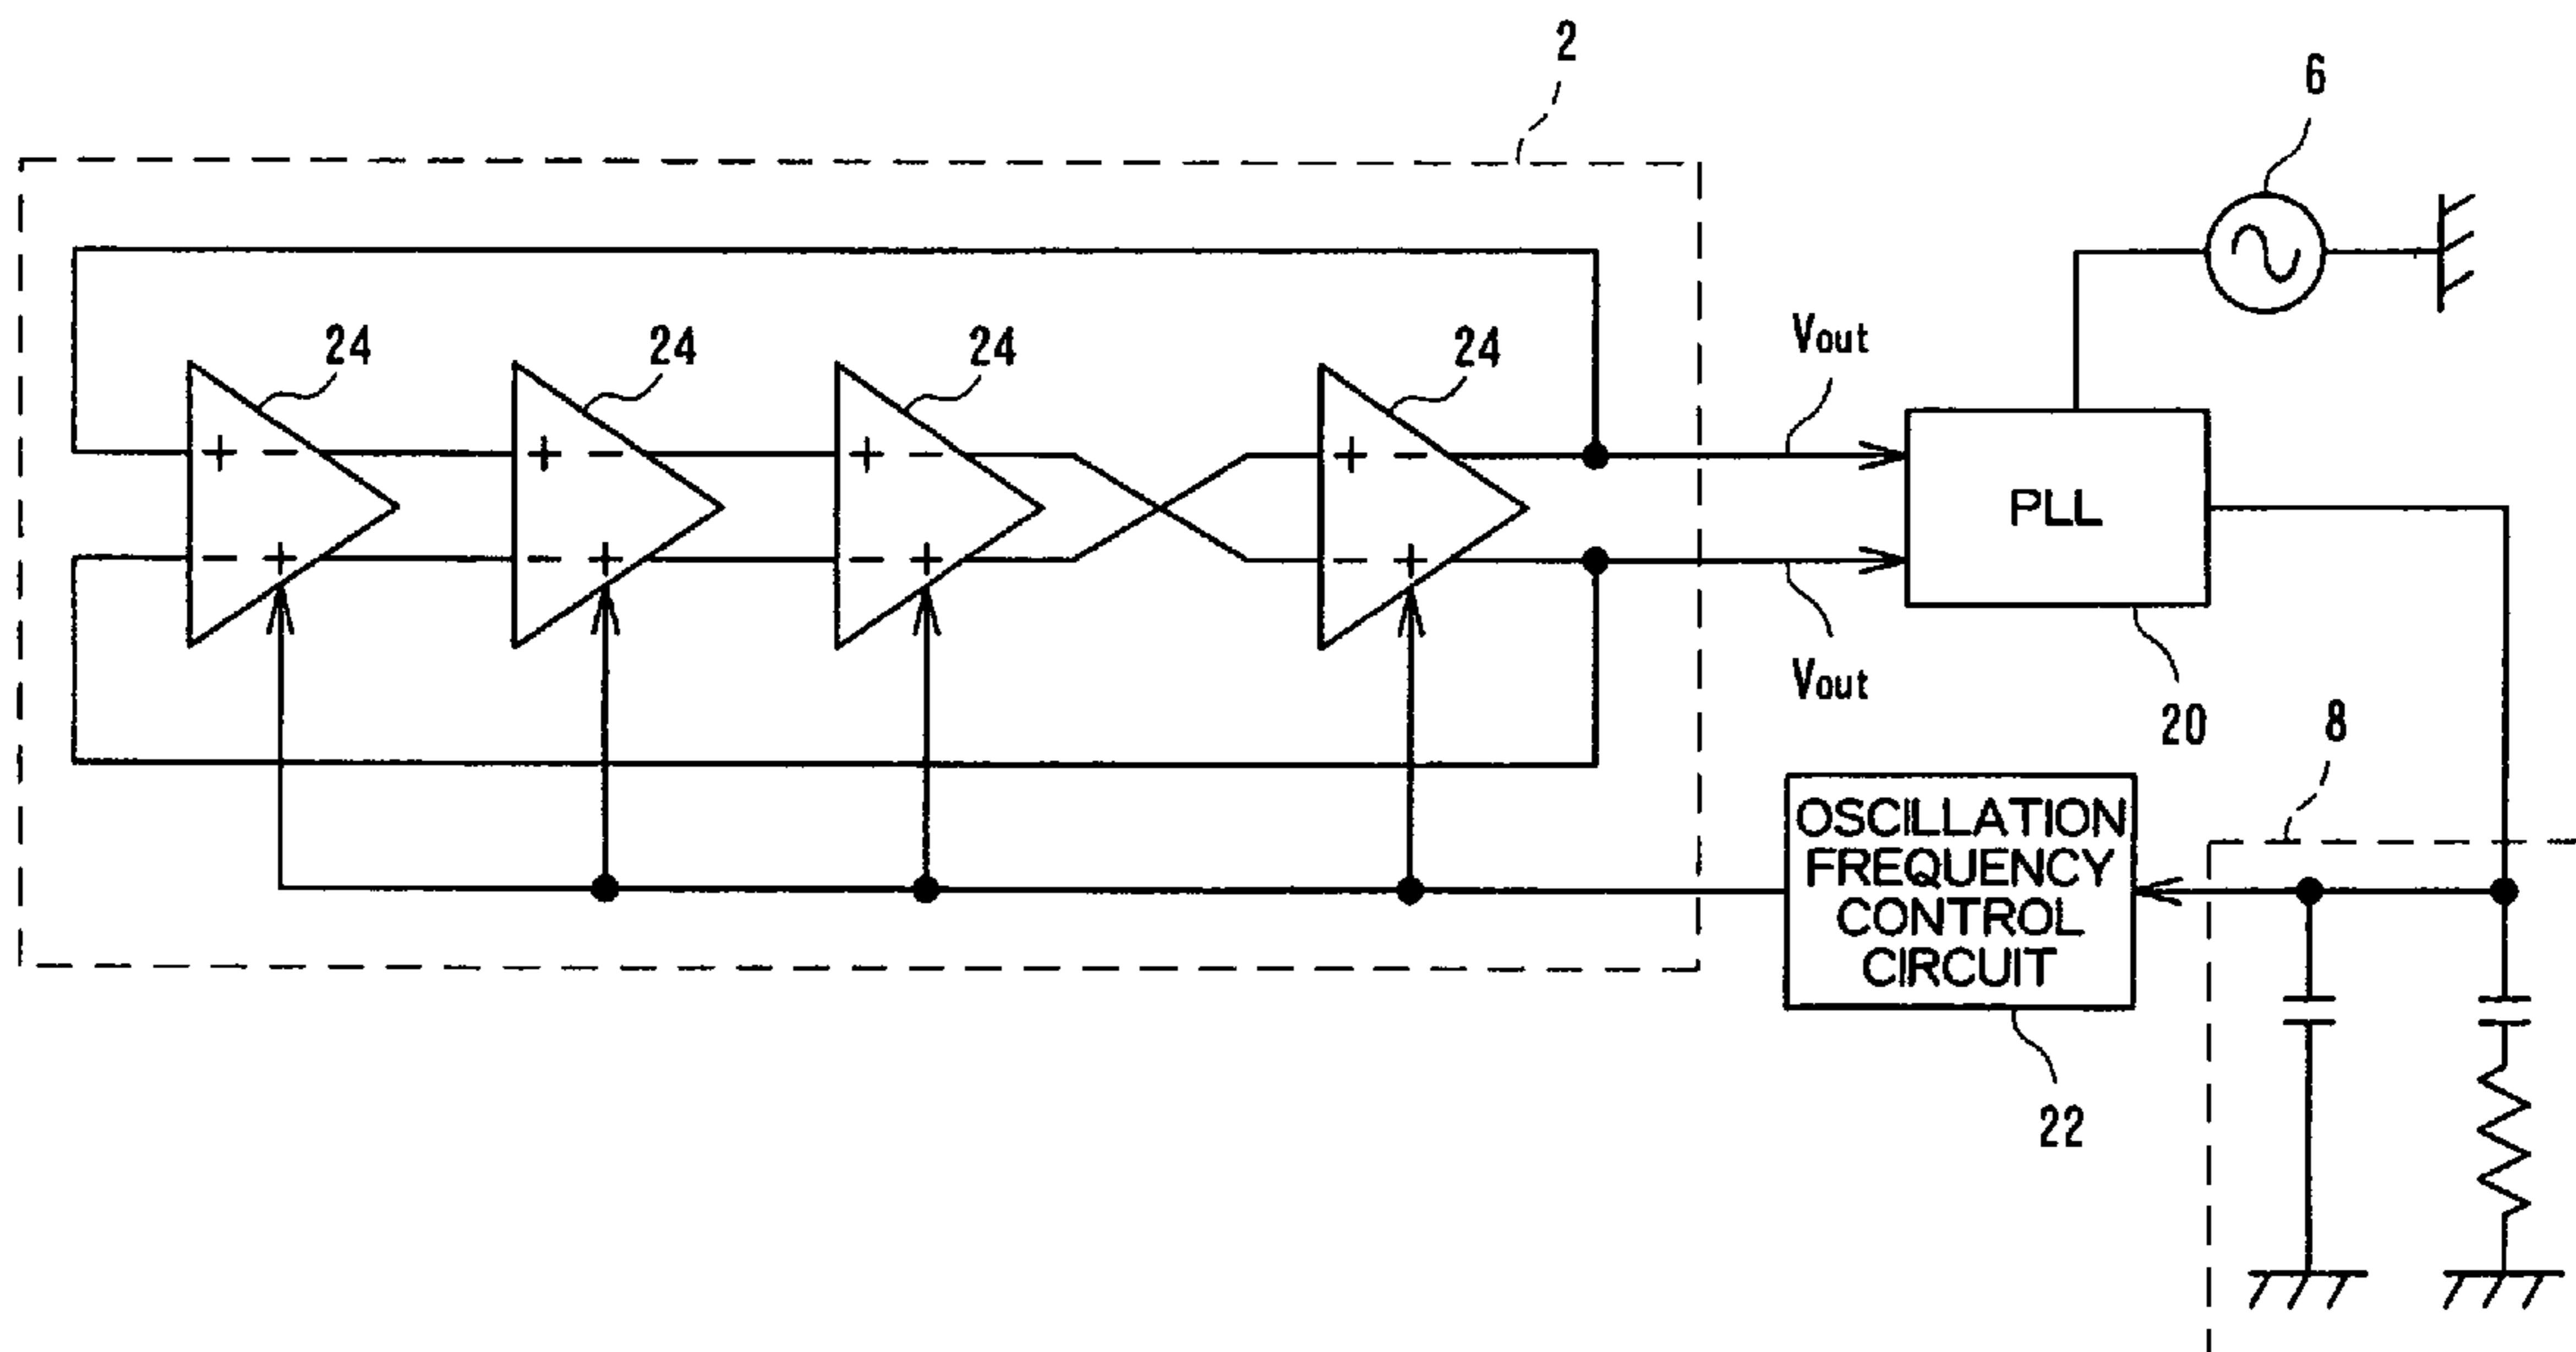 2
6
24
24
24
24
Vout
+ −
+ −
+ −
+ −
PLL
− +
− +
− +
− +
Vout
20
8
OSCILLATION
FREQUENCY
CONTROL
CIRCUIT
22